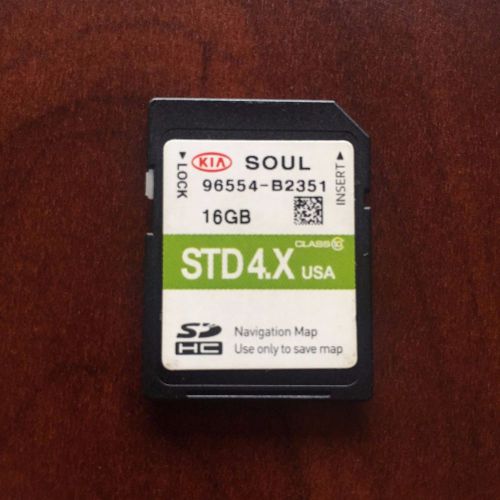 KIA SOUL
LOCK
96554-B2351
INSERT
16GB
CLASS 10
STD4.X USA
SD HC
Navigation Map
Use only to save map